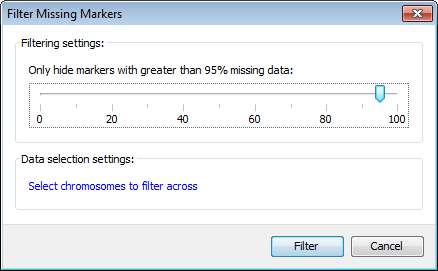 Filter Missing Markers
Filtering settings:
Only hide markers with greater than 95% missing data:
0 20 40 60 80 100
Data selection settings:
Select chromosomes to filter across
Filter Cancel